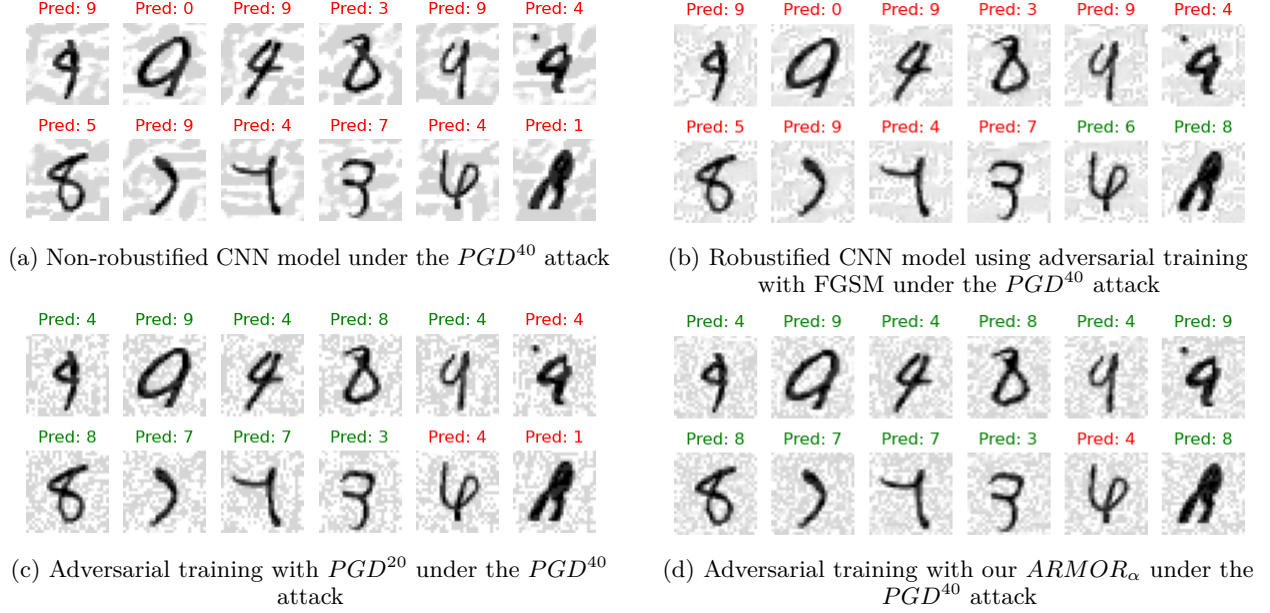 Pred: 9 Pred: 0 Pred: 9 Pred: 3 Pred: 9 Pred: 4
Pred: 5 Pred: 9 Pred: 4 Pred: 7 Pred: 4 Pred: 1
(a) Non-robustified CNN model under the PGD⁴⁰ attack
Pred: 9 Pred: 0 Pred: 9 Pred: 3 Pred: 9 Pred: 4
Pred: 5 Pred: 9 Pred: 4 Pred: 7 Pred: 6 Pred: 8
(b) Robustified CNN model using adversarial training
with FGSM under the PGD⁴⁰ attack
Pred: 4 Pred: 9 Pred: 4 Pred: 8 Pred: 4 Pred: 4
Pred: 8 Pred: 7 Pred: 7 Pred: 3 Pred: 4 Pred: 1
(c) Adversarial training with PGD²⁰ under the PGD⁴⁰
attack
Pred: 4 Pred: 9 Pred: 4 Pred: 8 Pred: 4 Pred: 9
Pred: 8 Pred: 7 Pred: 7 Pred: 3 Pred: 4 Pred: 8
(d) Adversarial training with our ARMORα under the
PGD⁴⁰ attack